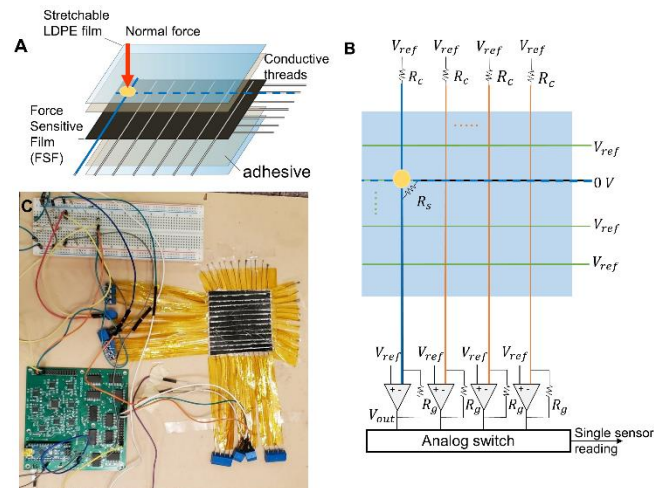 Stretchable
LDPE film
Normal force
A
Conductive
threads
Force
Sensitive
Film
(FSF)
adhesive
C
B
V_ref V_ref V_ref V_ref
R_c R_c R_c R_c
.....
V_ref
0 V
R_s
V_ref
V_ref
V_ref V_ref V_ref V_ref
+ - + - + - + -
V_out R_g R_g R_g R_g
Analog switch
Single sensor
reading